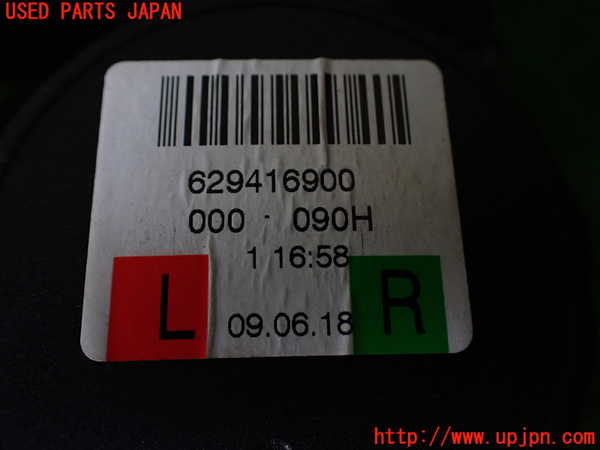 USED PARTS JAPAN
629416900
000 - 090H
1 16:58
L
09.06.18
R
http://www.upjpn.com/